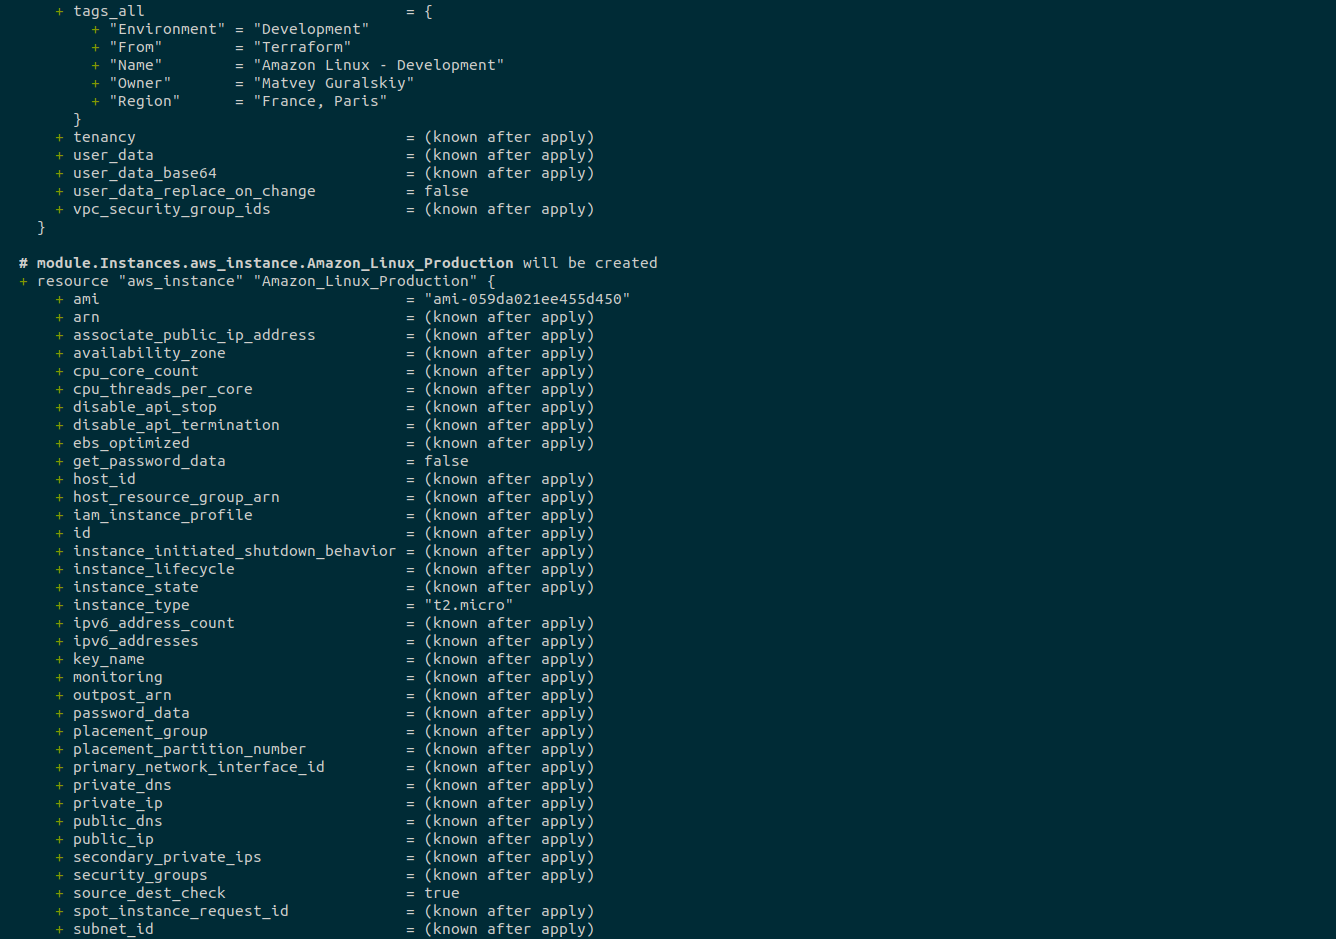 + tags_all = {
+ "Environment" = "Development"
+ "From" = "Terraform"
+ "Name" = "Amazon Linux - Development"
+ "Owner" = "Matvey Guralskiy"
+ "Region" = "France, Paris"
}
+ tenancy = (known after apply)
+ user_data = (known after apply)
+ user_data_base64 = (known after apply)
+ user_data_replace_on_change = false
+ vpc_security_group_ids = (known after apply)
}
# module.Instances.aws_instance.Amazon_Linux_Production will be created
+ resource "aws_instance" "Amazon_Linux_Production" {
+ ami = "ami-059da021ee455d450"
+ arn = (known after apply)
+ associate_public_ip_address = (known after apply)
+ availability_zone = (known after apply)
+ cpu_core_count = (known after apply)
+ cpu_threads_per_core = (known after apply)
+ disable_api_stop = (known after apply)
+ disable_api_termination = (known after apply)
+ ebs_optimized = (known after apply)
+ get_password_data = false
+ host_id = (known after apply)
+ host_resource_group_arn = (known after apply)
+ iam_instance_profile = (known after apply)
+ id = (known after apply)
+ instance_initiated_shutdown_behavior = (known after apply)
+ instance_lifecycle = (known after apply)
+ instance_state = (known after apply)
+ instance_type = "t2.micro"
+ ipv6_address_count = (known after apply)
+ ipv6_addresses = (known after apply)
+ key_name = (known after apply)
+ monitoring = (known after apply)
+ outpost_arn = (known after apply)
+ password_data = (known after apply)
+ placement_group = (known after apply)
+ placement_partition_number = (known after apply)
+ primary_network_interface_id = (known after apply)
+ private_dns = (known after apply)
+ private_ip = (known after apply)
+ public_dns = (known after apply)
+ public_ip = (known after apply)
+ secondary_private_ips = (known after apply)
+ security_groups = (known after apply)
+ source_dest_check = true
+ spot_instance_request_id = (known after apply)
+ subnet_id = (known after apply)